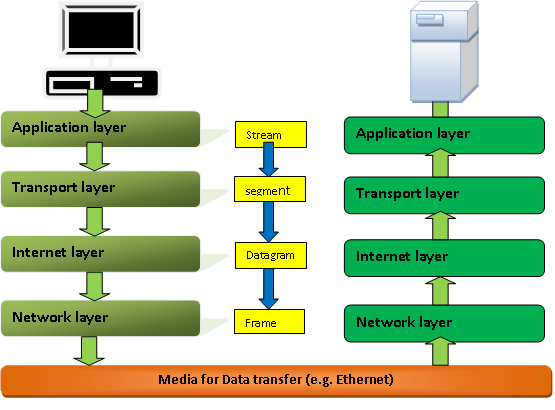 Application layer
Stream
Application layer
Transport layer
segment
Transport layer
Internet layer
Datagram
Internet layer
Network layer
Frame
Network layer
Media for Data transfer (e.g. Ethernet)